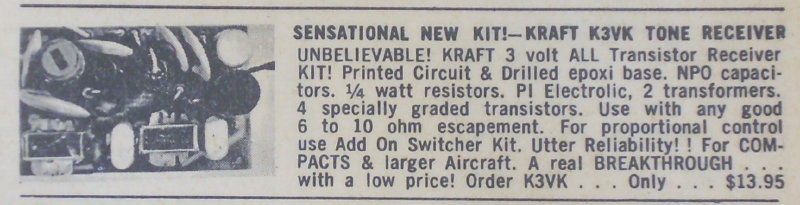 SENSATIONAL NEW KIT!—KRAFT K3VK TONE RECEIVER
UNBELIEVABLE! KRAFT 3 volt ALL Transistor Receiver
KIT! Printed Circuit & Drilled epoxi base. NPO capaci-
tors. ¼ watt resistors. PI Electrolic, 2 transformers.
4 specially graded transistors. Use with any good
6 to 10 ohm escapement. For proportional control
use Add On Switcher Kit. Utter Reliability! ! For COM-
PACTS & larger Aircraft. A real BREAKTHROUGH . . .
with a low price! Order K3VK . . . Only . . . $13.95